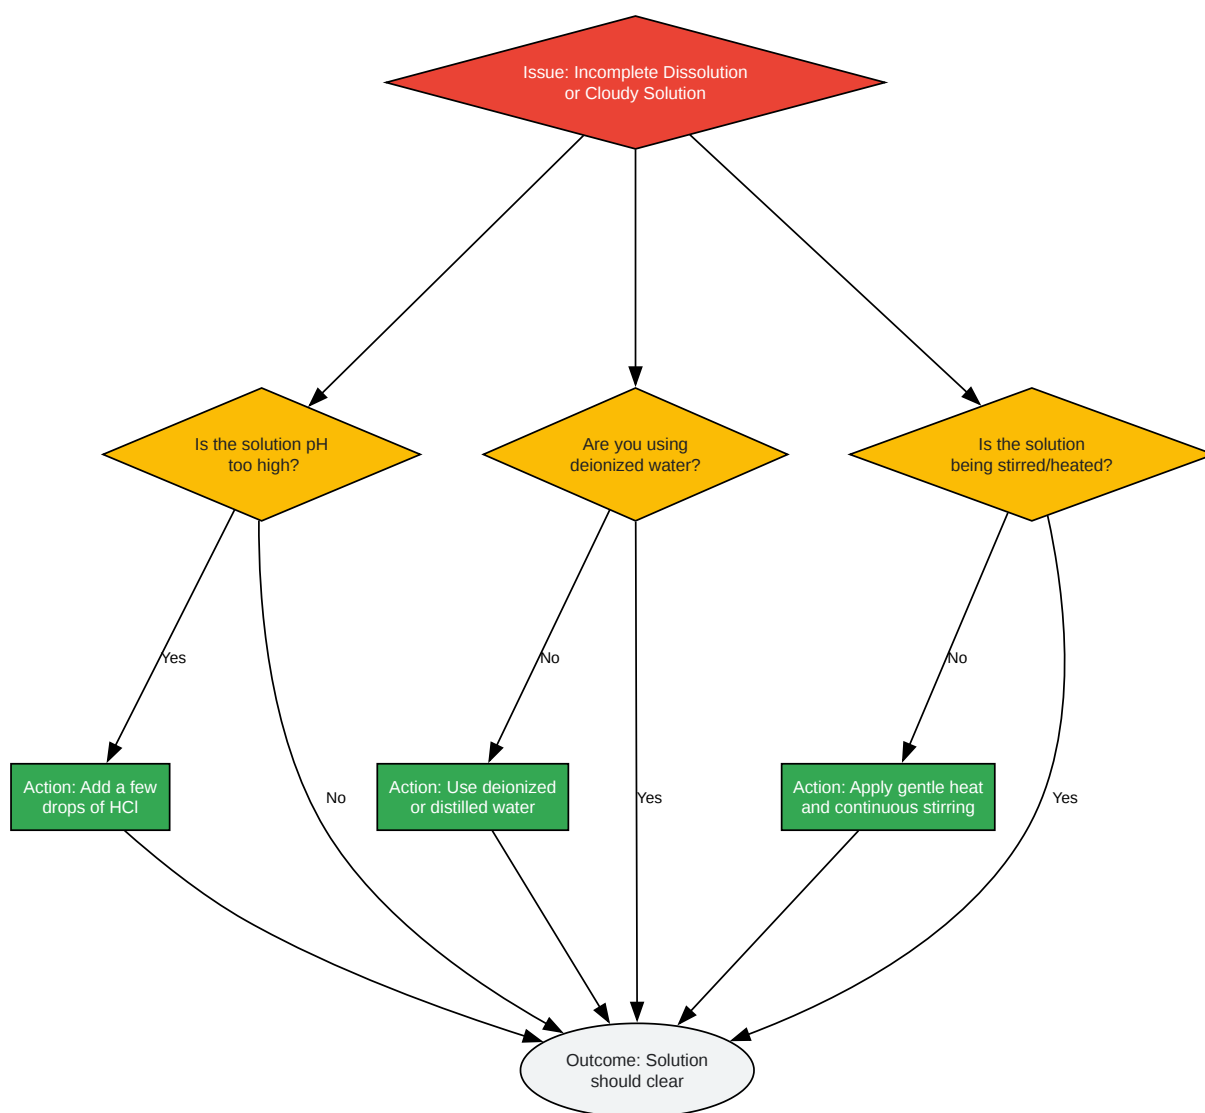 Issue: Incomplete Dissolution
or Cloudy Solution
Is the solution pH
too high?
Are you using
deionized water?
Is the solution
being stirred/heated?
Yes
No
No
Action: Add a few
drops of HCl
No
Action: Use deionized
or distilled water
Yes
Action: Apply gentle heat
and continuous stirring
Yes
Outcome: Solution
should clear